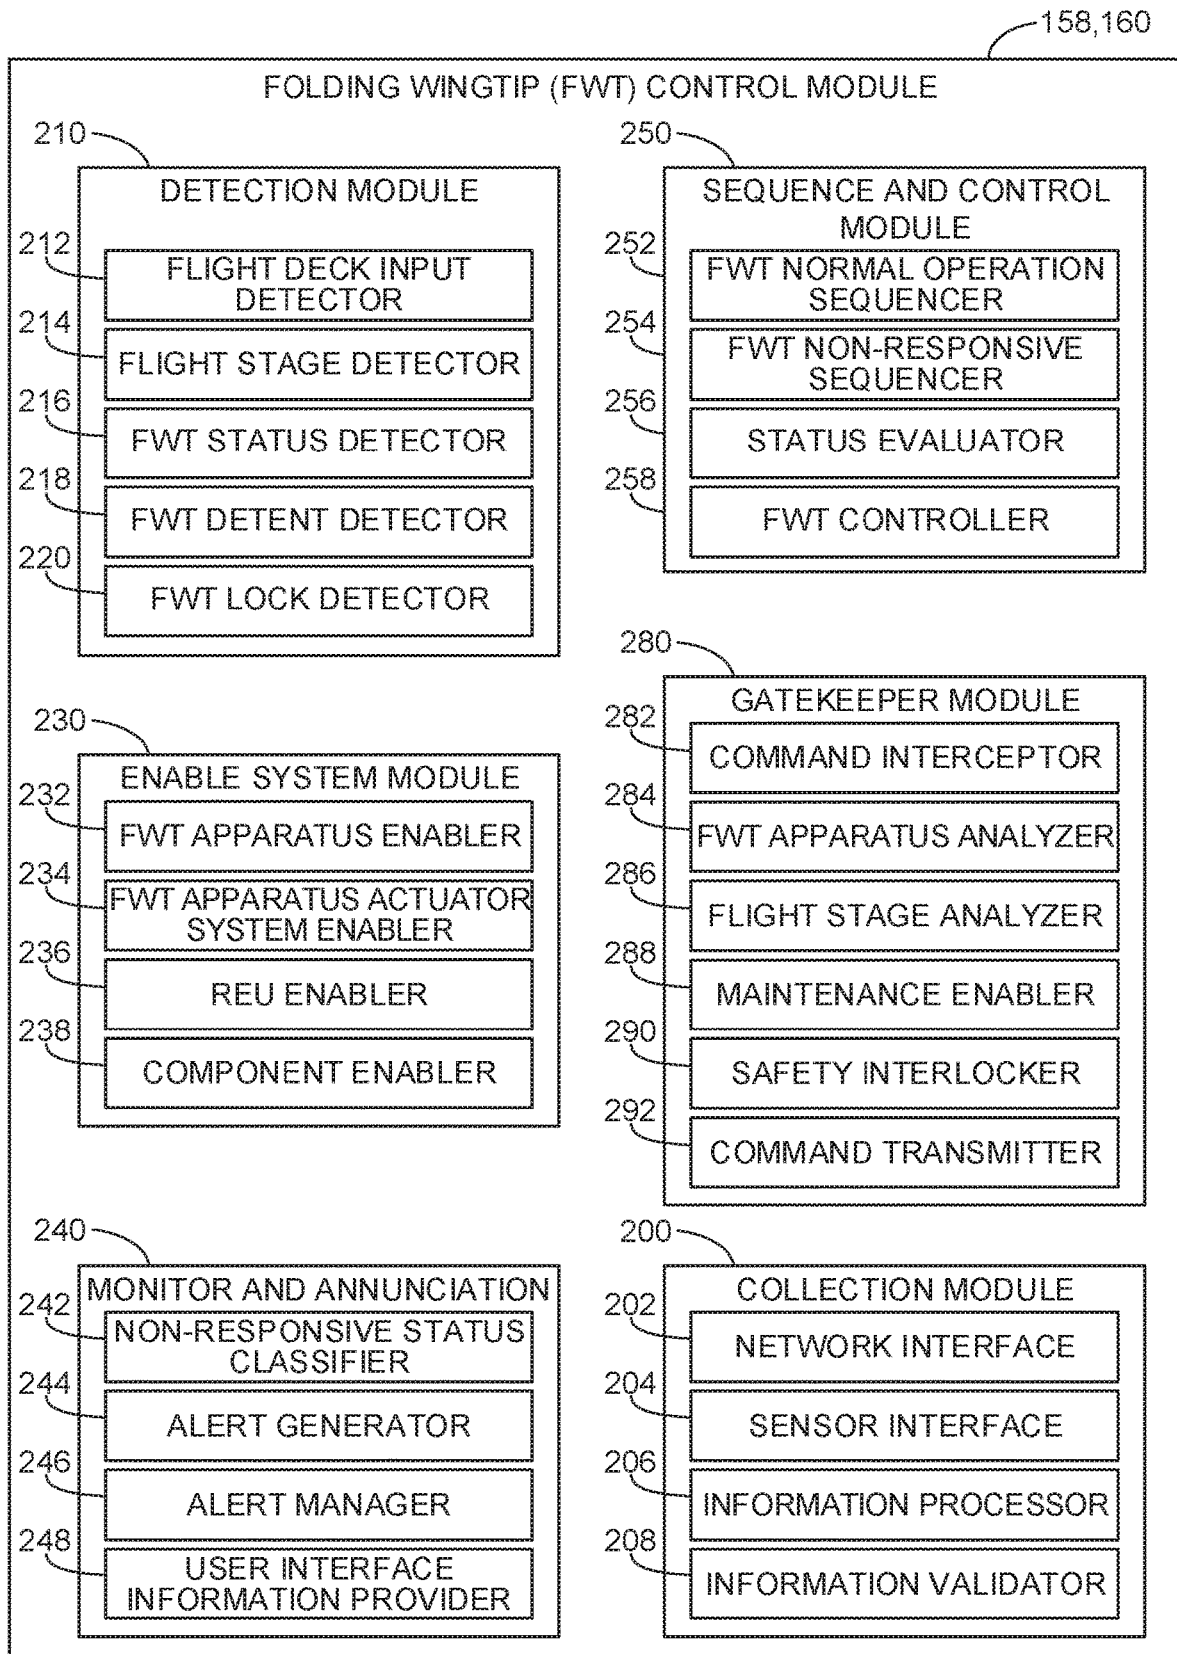 158,160
FOLDING WINGTIP (FWT) CONTROL MODULE
210
DETECTION MODULE
212
FLIGHT DECK INPUT
DETECTOR
214
FLIGHT STAGE DETECTOR
216
FWT STATUS DETECTOR
218
FWT DETENT DETECTOR
220
FWT LOCK DETECTOR
230
ENABLE SYSTEM MODULE
232
FWT APPARATUS ENABLER
234
FWT APPARATUS ACTUATOR
SYSTEM ENABLER
236
REU ENABLER
238
COMPONENT ENABLER
240
MONITOR AND ANNUNCIATION
242
NON-RESPONSIVE STATUS
CLASSIFIER
244
ALERT GENERATOR
246
ALERT MANAGER
248
USER INTERFACE
INFORMATION PROVIDER
250
SEQUENCE AND CONTROL
MODULE
252
FWT NORMAL OPERATION
SEQUENCER
254
FWT NON-RESPONSIVE
SEQUENCER
256
STATUS EVALUATOR
258
FWT CONTROLLER
280
GATEKEEPER MODULE
282
COMMAND INTERCEPTOR
284
FWT APPARATUS ANALYZER
286
FLIGHT STAGE ANALYZER
288
MAINTENANCE ENABLER
290
SAFETY INTERLOCKER
292
COMMAND TRANSMITTER
200
COLLECTION MODULE
202
NETWORK INTERFACE
204
SENSOR INTERFACE
206
INFORMATION PROCESSOR
208
INFORMATION VALIDATOR